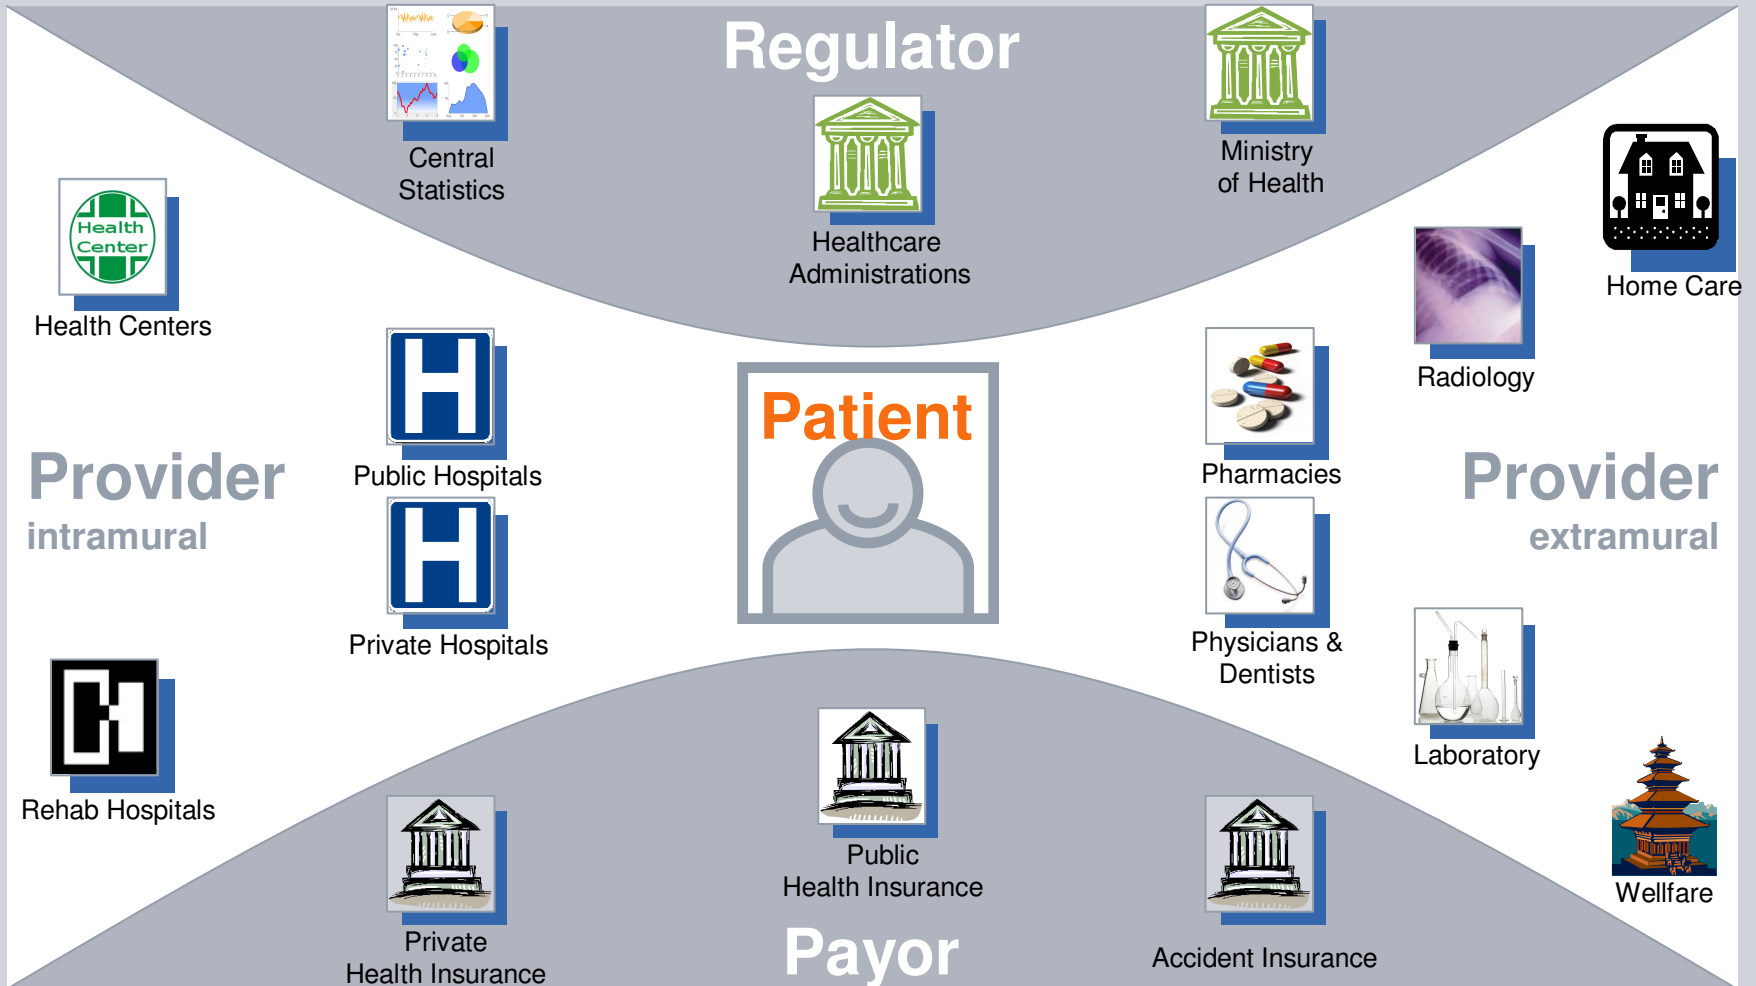 Regulator
Central
Statistics
Healthcare
Administrations
Ministry
of Health
Health
Center
Health Centers
Home Care
Radiology
Public Hospitals
Patient
Pharmacies
Provider
intramural
Provider
extramural
Private Hospitals
Physicians &
Dentists
Rehab Hospitals
Laboratory
Wellfare
Private
Health Insurance
Public
Health Insurance
Accident Insurance
Payor